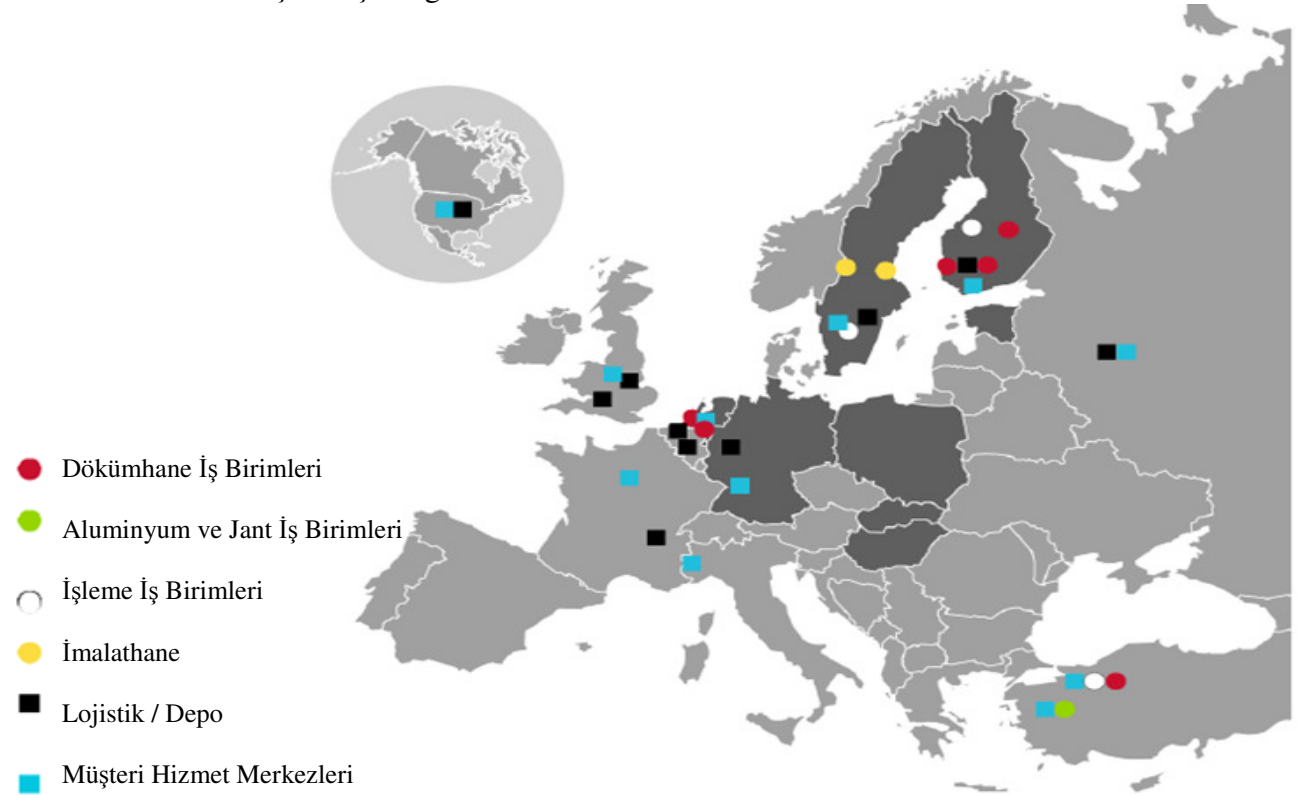 Dökümhane İş Birimleri
Aluminyum ve Jant İş Birimleri
İşleme İş Birimleri
İmalathane
Lojistik / Depo
Müşteri Hizmet Merkezleri